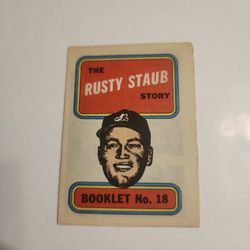 THE
RUSTY STAUB
STORY
BOOKLET No. 18